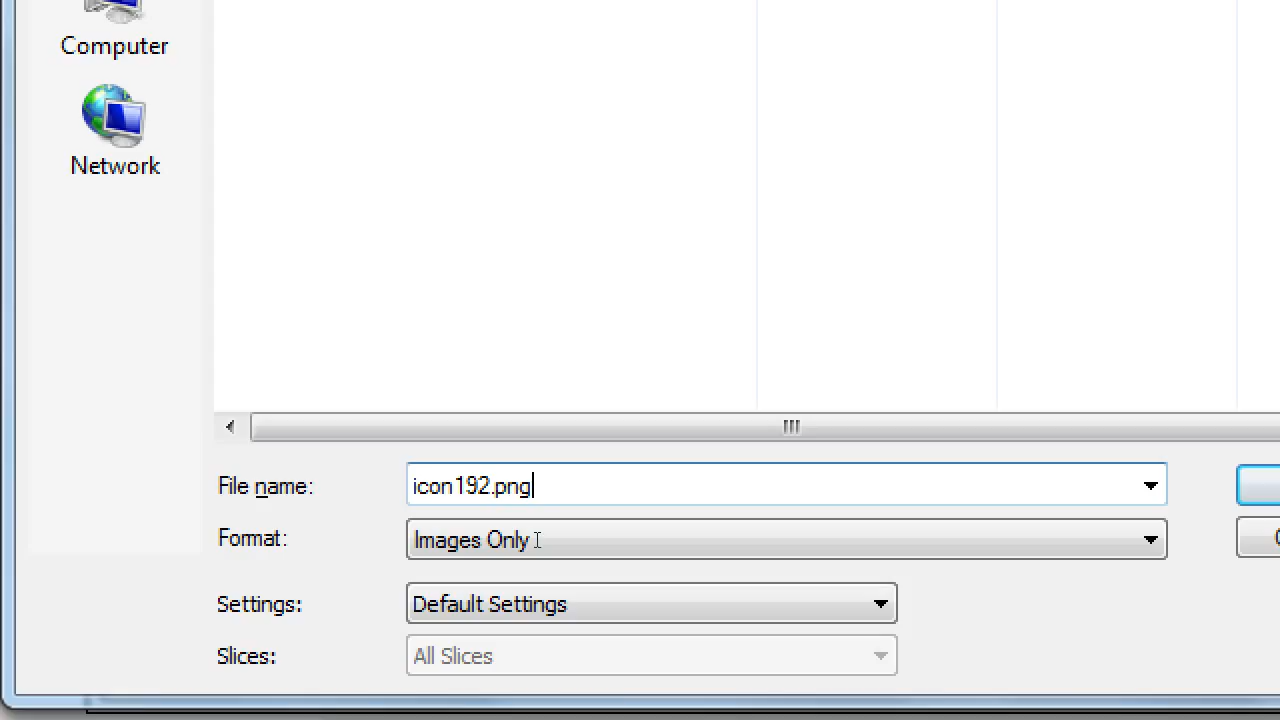 Computer
Network
File name:
icon192.png
Format:
Images Only
Settings:
Default Settings
Slices:
All Slices